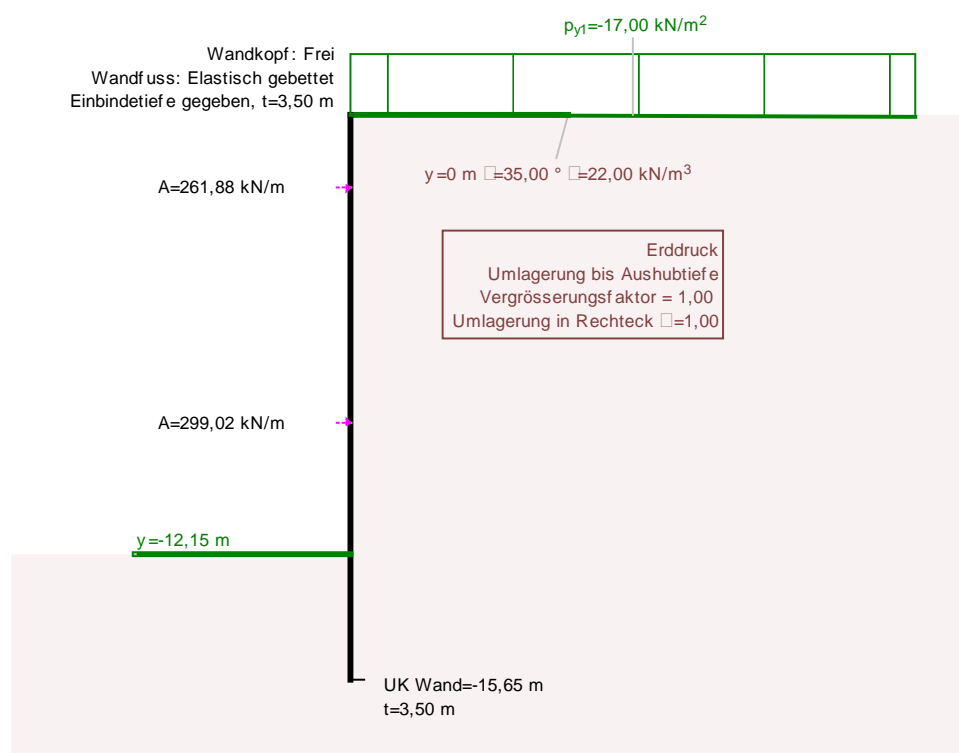 p_y1=-17,00 kN/m²
Wandkopf: Frei
Wandfuss: Elastisch gebettet
Einbindetiefe gegeben, t=3,50 m
y=0 m □=35,00 ° □=22,00 kN/m³
A=261,88 kN/m
Erddruck
Umlagerung bis Aushubtiefe
Vergrösserungsfaktor = 1,00
Umlagerung in Rechteck □=1,00
A=299,02 kN/m
y=-12,15 m
UK Wand=-15,65 m
t=3,50 m